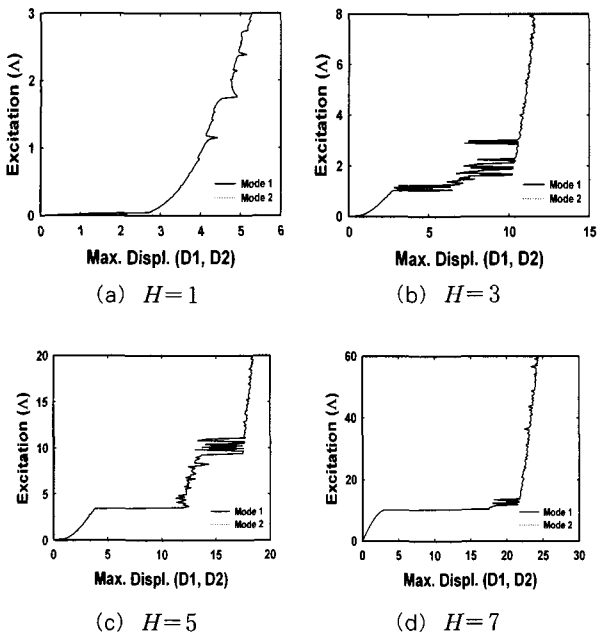 3
2
1
0
Excitation (Λ)
Mode 1
Mode 2
0 1 2 3 4 5 6
Max. Displ. (D1, D2)
(a) H=1
8
6
4
2
0
Excitation (Λ)
Mode 1
Mode 2
0 5 10 15
Max. Displ. (D1, D2)
(b) H=3
20
15
10
5
0
Excitation (Λ)
Mode 1
Mode 2
0 5 10 15 20
Max. Displ. (D1, D2)
(c) H=5
60
40
20
0
Excitation (Λ)
Mode 1
Mode 2
0 5 10 15 20 25 30
Max. Displ. (D1, D2)
(d) H=7